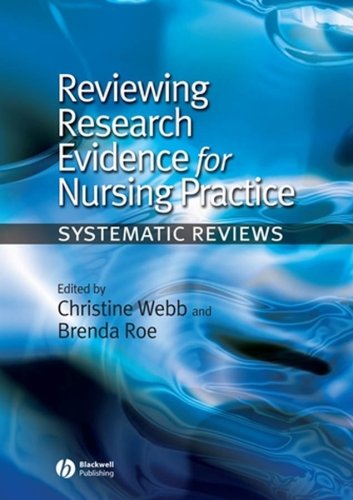 Reviewing
Research
Evidence for
Nursing Practice
SYSTEMATIC REVIEWS
Edited by
Christine Webb and
Brenda Roe
Blackwell
Publishing